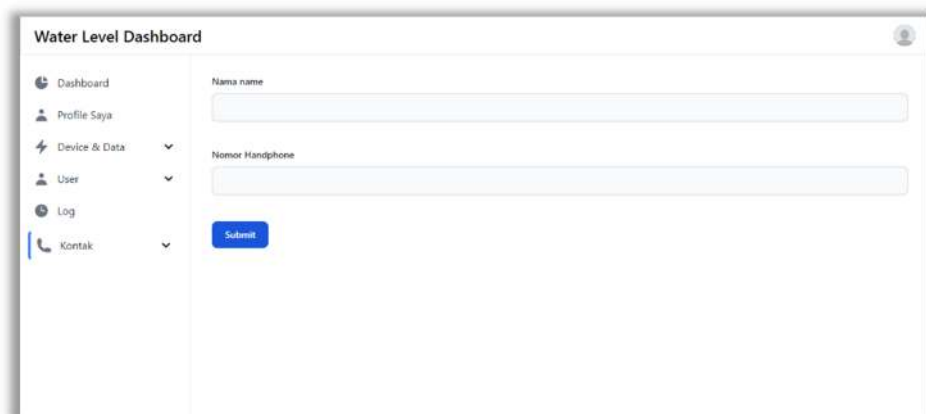 Water Level Dashboard
Dashboard
Profile Saya
Device & Data
User
Log
Kontak
Nama name
Nomor Handphone
Submit